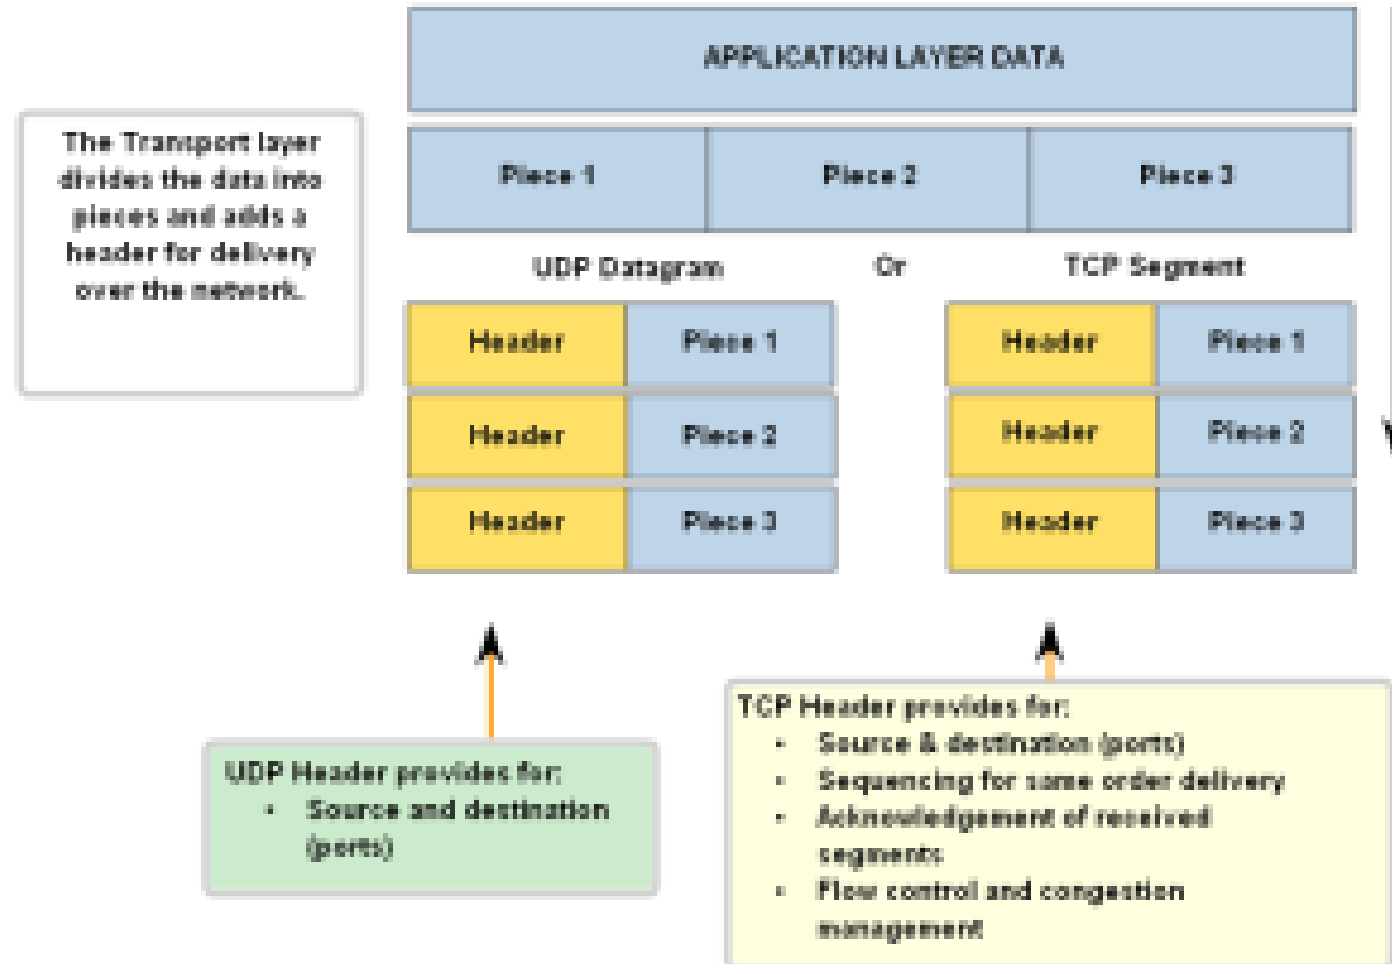 APPLICATION LAYER DATA
The Transport layer
divides the data into
pieces and adds a
header for delivery
over the network.
Piece 1
Piece 2
Piece 3
UDP Datagram
Or
TCP Segment
Header
Piece 1
Header
Piece 1
Header
Piece 2
Header
Piece 2
Header
Piece 3
Header
Piece 3
UDP Header provides for:
• Source and destination
(ports)
TCP Header provides for:
• Source & destination (ports)
• Sequencing for same order delivery
• Acknowledgement of received
segments
• Flow control and congestion
management